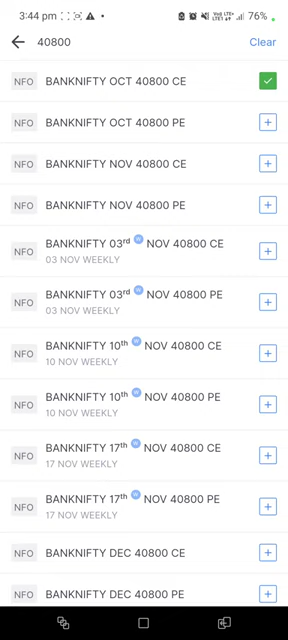 3:44 pm
76%
40800
Clear
NFO BANKNIFTY OCT 40800 CE
NFO BANKNIFTY OCT 40800 PE
NFO BANKNIFTY NOV 40800 CE
NFO BANKNIFTY NOV 40800 PE
NFO BANKNIFTY 03rd W NOV 40800 CE
03 NOV WEEKLY
NFO BANKNIFTY 03rd W NOV 40800 PE
03 NOV WEEKLY
NFO BANKNIFTY 10th W NOV 40800 CE
10 NOV WEEKLY
NFO BANKNIFTY 10th W NOV 40800 PE
10 NOV WEEKLY
NFO BANKNIFTY 17th W NOV 40800 CE
17 NOV WEEKLY
NFO BANKNIFTY 17th W NOV 40800 PE
17 NOV WEEKLY
NFO BANKNIFTY DEC 40800 CE
NFO BANKNIFTY DEC 40800 PE